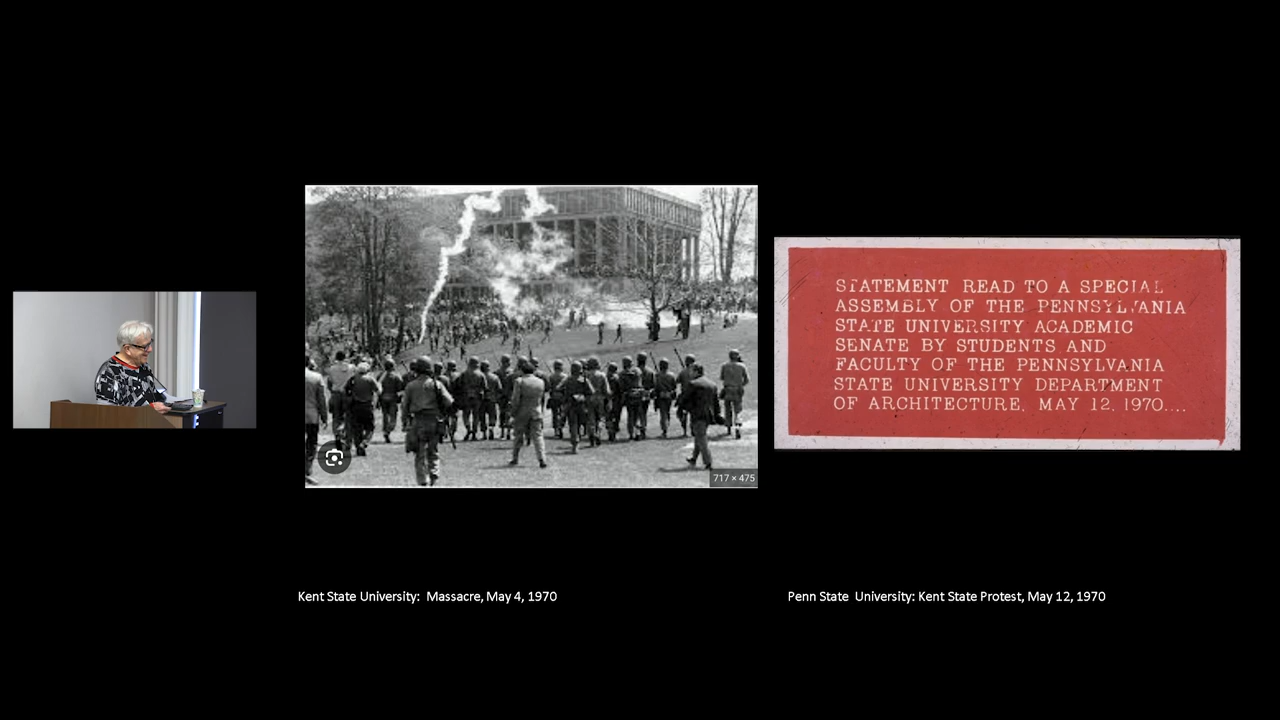 STATEMENT READ TO A SPECIAL
ASSEMBLY OF THE PENNSYLVANIA
STATE UNIVERSITY ACADEMIC
SENATE BY STUDENTS AND
FACULTY OF THE PENNSYLVANIA
STATE UNIVERSITY DEPARTMENT
OF ARCHITECTURE, MAY 12, 1970....
717 × 475
Kent State University:  Massacre, May 4, 1970
Penn State  University: Kent State Protest, May 12, 1970